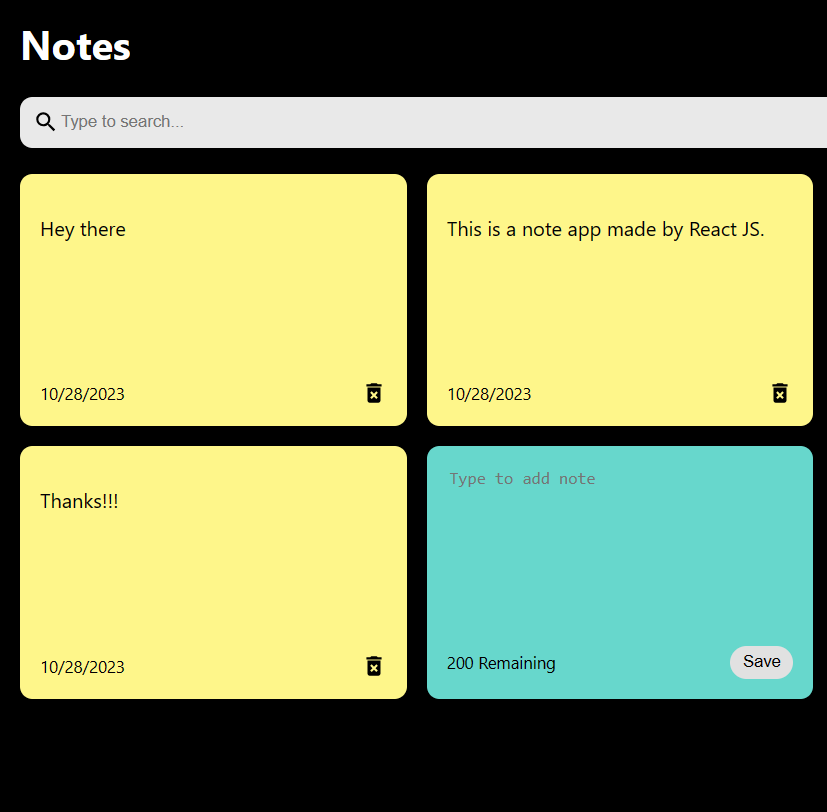 Notes
Type to search...
Hey there
10/28/2023
This is a note app made by React JS.
10/28/2023
Thanks!!!
10/28/2023
Type to add note
200 Remaining
Save